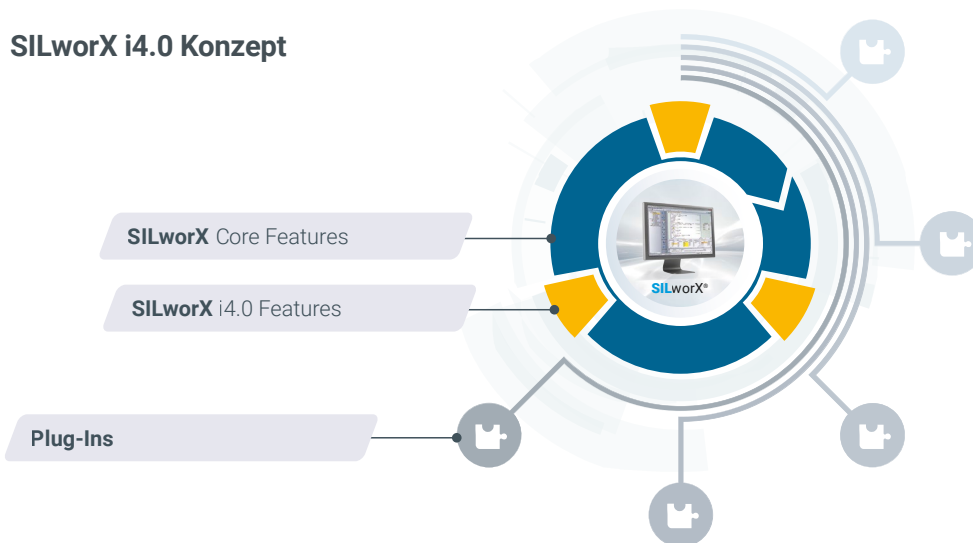 SILworX i4.0 Konzept
SILworX Core Features
SILworX i4.0 Features
Plug-Ins
SILworX®